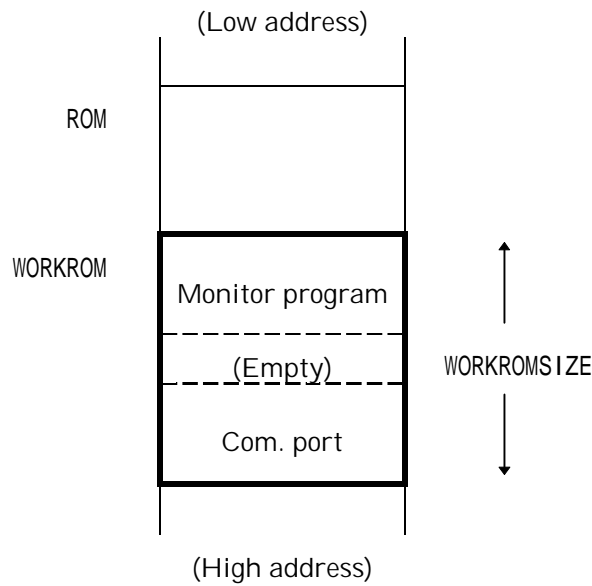 (Low address)
ROM
WORKROM
Monitor program
(Empty)
WORKROMSIZE
Com. port
(High address)